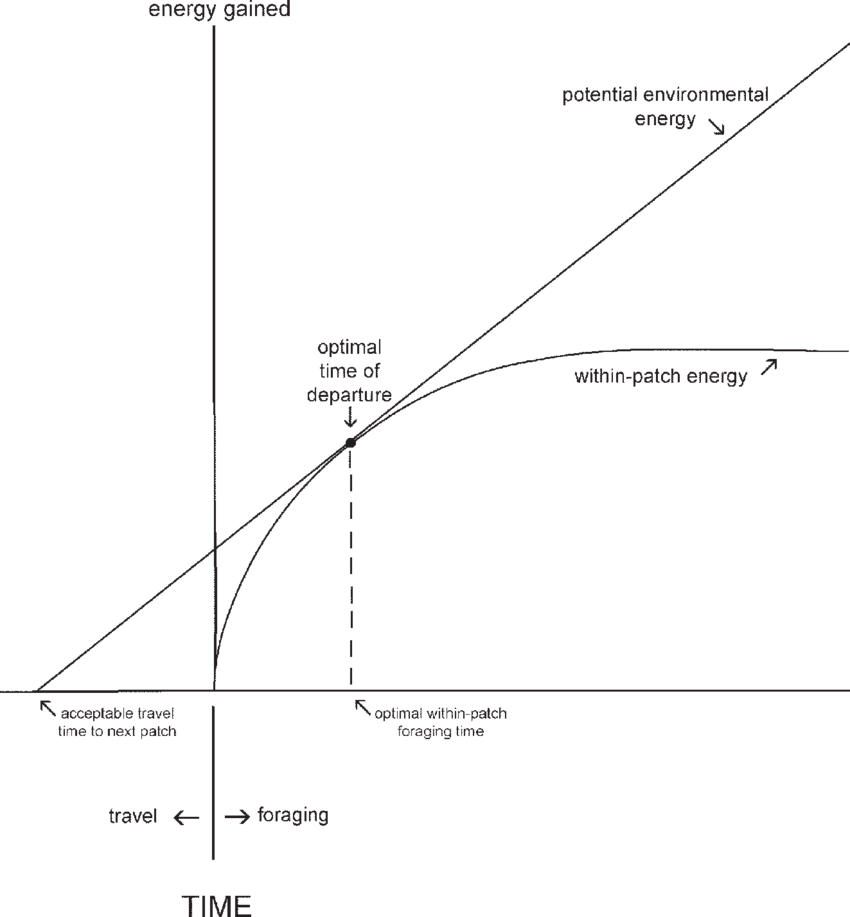 energy gained
potential environmental
energy
optimal
time of
departure
within-patch energy
acceptable travel
time to next patch
optimal within-patch
foraging time
travel
foraging
TIME